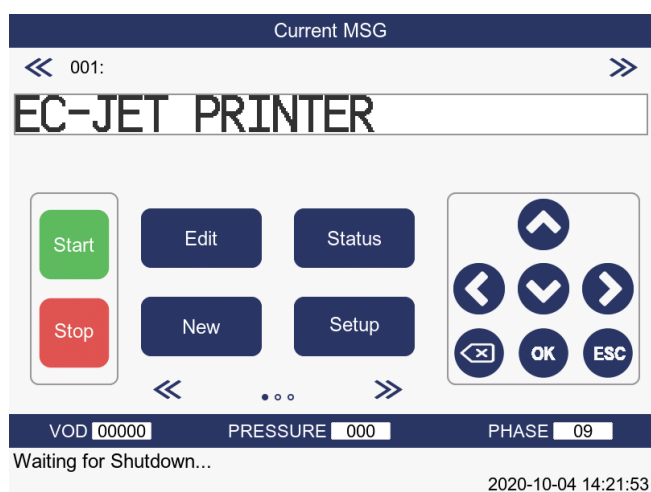 Current MSG
001:
EC-JET PRINTER
Start
Edit
Status
Stop
New
Setup
OK
ESC
VOD 00000 PRESSURE 000 PHASE 09
Waiting for Shutdown...
2020-10-04 14:21:53